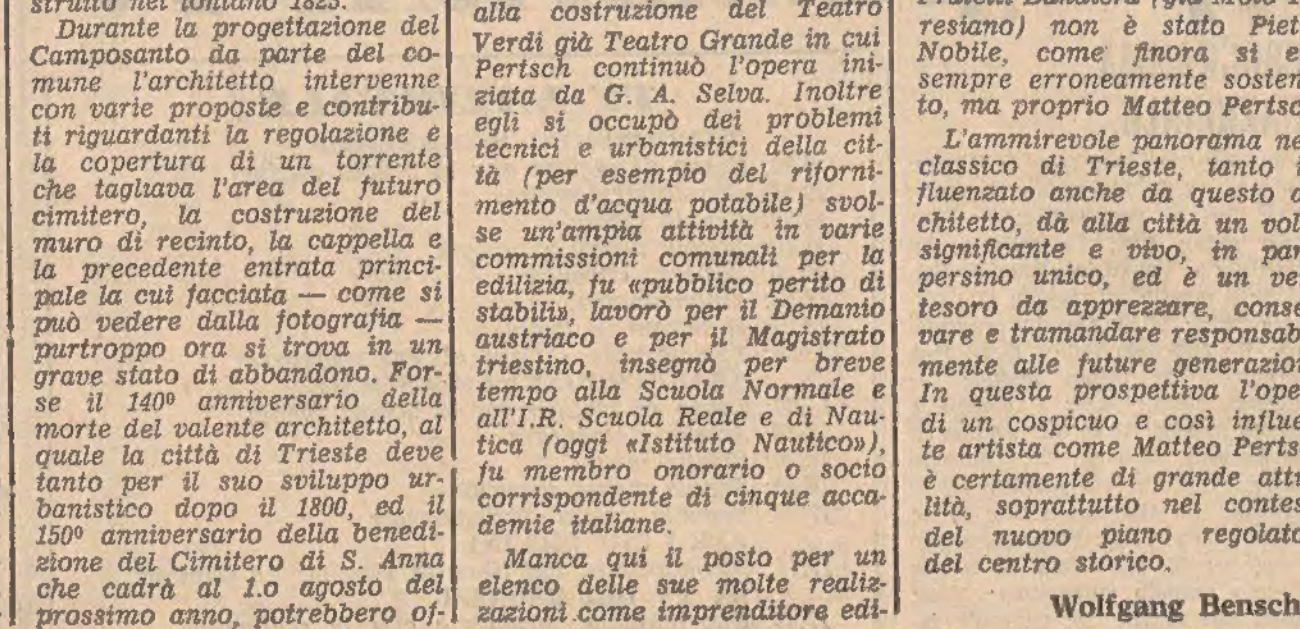 strutto nel lontano 1825.
Durante la progettazione del
Camposanto da parte del co-
mune l'architetto intervenne
con varie proposte e contribu-
ti riguardanti la regolazione e
la copertura di un torrente
che tagliava l'area del futuro
cimitero, la costruzione del
muro di recinto, la cappella e
la precedente entrata princi-
pale la cui facciata — come si
può vedere dalla fotografia —
purtroppo ora si trova in un
grave stato di abbandono. For-
se il 140º anniversario della
morte del valente architetto, al
quale la città di Trieste deve
tanto per il suo sviluppo ur-
banistico dopo il 1800, ed il
150º anniversario della benedi-
zione del Cimitero di S. Anna
che cadrà al 1.o agosto del
prossimo anno, potrebbero of-
alla costruzione del Teatro
Verdi già Teatro Grande in cui
Pertsch continuò l'opera ini-
ziata da G. A. Selva. Inoltre
egli si occupò dei problemi
tecnici e urbanistici della cit-
tà (per esempio del riforni-
mento d'acqua potabile) svol-
se un'ampia attività in varie
commissioni comunali per la
edilizia, fu «pubblico perito di
stabili», lavorò per il Demanio
austriaco e per il Magistrato
triestino, insegnò per breve
tempo alla Scuola Normale e
all'I.R. Scuola Reale e di Nau-
tica (oggi «Istituto Nautico»),
fu membro onorario o socio
corrispondente di cinque acca-
demie italiane.
Manca qui il posto per un
elenco delle sue molte realiz-
zazioni come imprenditore edi-
resiano) non è stato Piet
Nobile, come finora si e
sempre erroneamente sosten
to, ma proprio Matteo Pertsc
L'ammirevole panorama ne
classico di Trieste, tanto i
fluenzato anche da questo a
chitetto, dà alla città un vol
significante e vivo, in par
persino unico, ed è un ve
tesoro da apprezzare, conse
vare e tramandare responsab
mente alle future generazion
In questa prospettiva l'ope
di un cospicuo e così influe
te artista come Matteo Perts
è certamente di grande attu
lità, soprattutto nel contes
del nuovo piano regolato
del centro storico.
Wolfgang Bensch